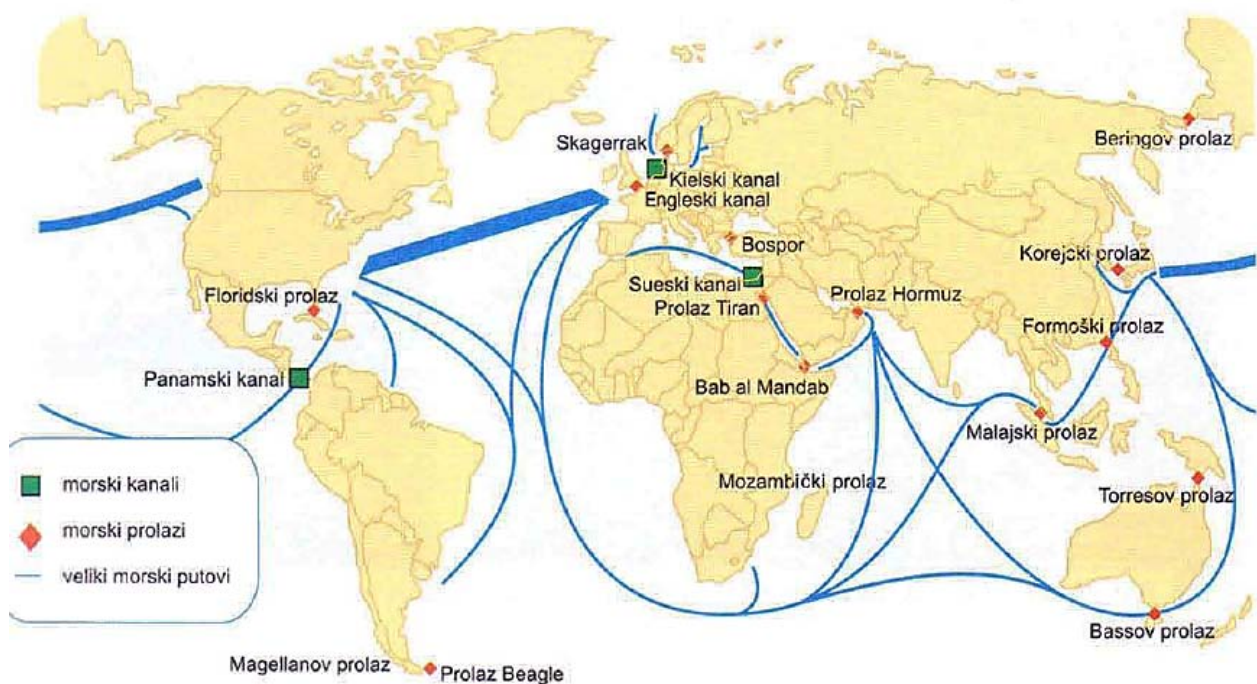 Beringov prolaz
Skagerrak
Kielski kanal
Engleski kanal
Bospor
Korejcki prolaz
Sueski kanal
Floridski prolaz
Prolaz Tiran
Prolaz Hormuz
Formoški prolaz
Panamski kanal
Bab al Mandab
Malajski prolaz
morski kanali
Mozambički prolaz
Torresov prolaz
morski prolazi
veliki morski putovi
Bassov prolaz
Magellanov prolaz
Prolaz Beagle